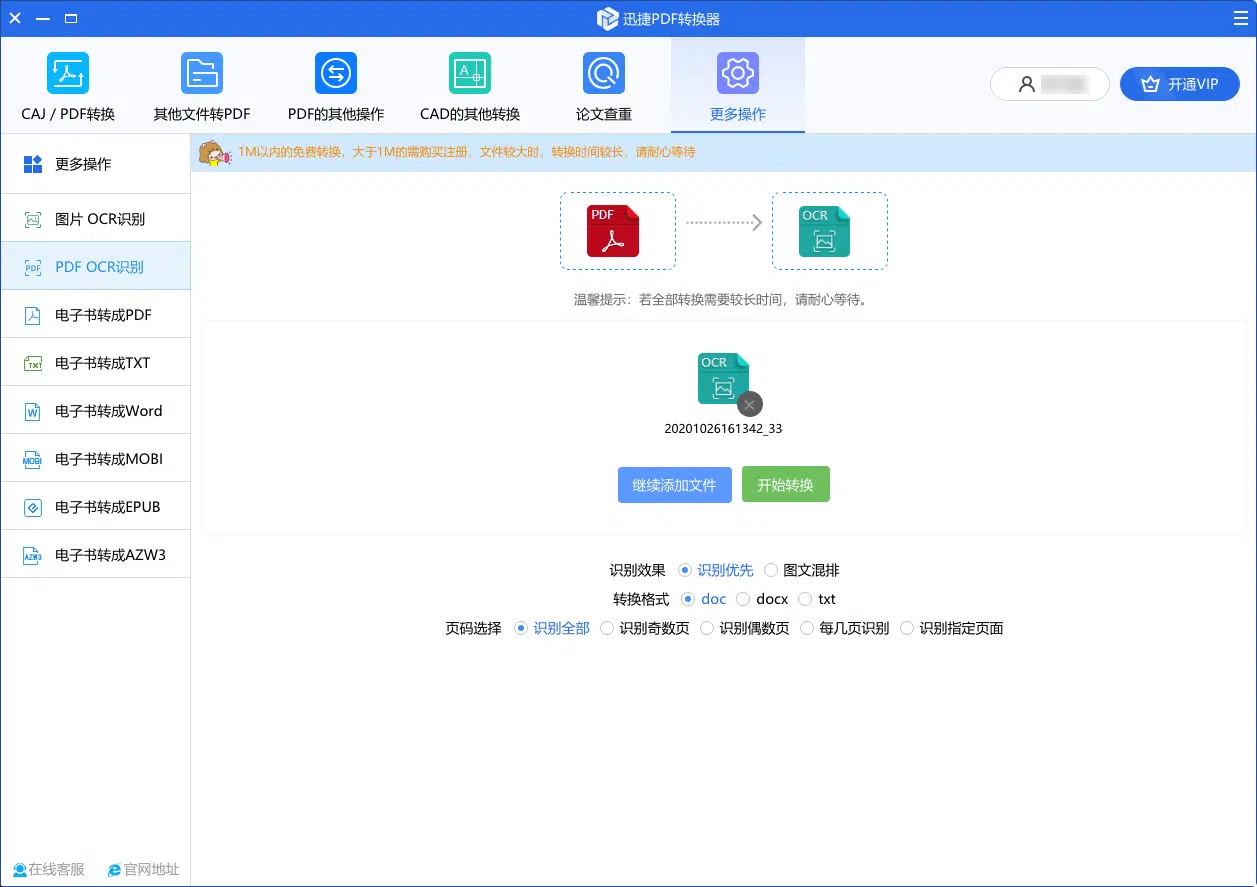 迅捷PDF转换器
CAJ / PDF转换
其他文件转PDF
PDF的其他操作
CAD的其他转换
论文查重
更多操作
开通VIP
更多操作
图片 OCR识别
PDF OCR识别
电子书转成PDF
电子书转成TXT
电子书转成Word
电子书转成MOBI
电子书转成EPUB
电子书转成AZW3
在线客服
官网地址
1M以内的免费转换，大于1M的需购买注册，文件较大时，转换时间较长，请耐心等待
PDF
OCR
温馨提示：若全部转换需要较长时间，请耐心等待。
OCR
20201026161342_33
继续添加文件
开始转换
识别效果 识别优先 图文混排
转换格式 doc docx txt
页码选择 识别全部 识别奇数页 识别偶数页 每几页识别 识别指定页面